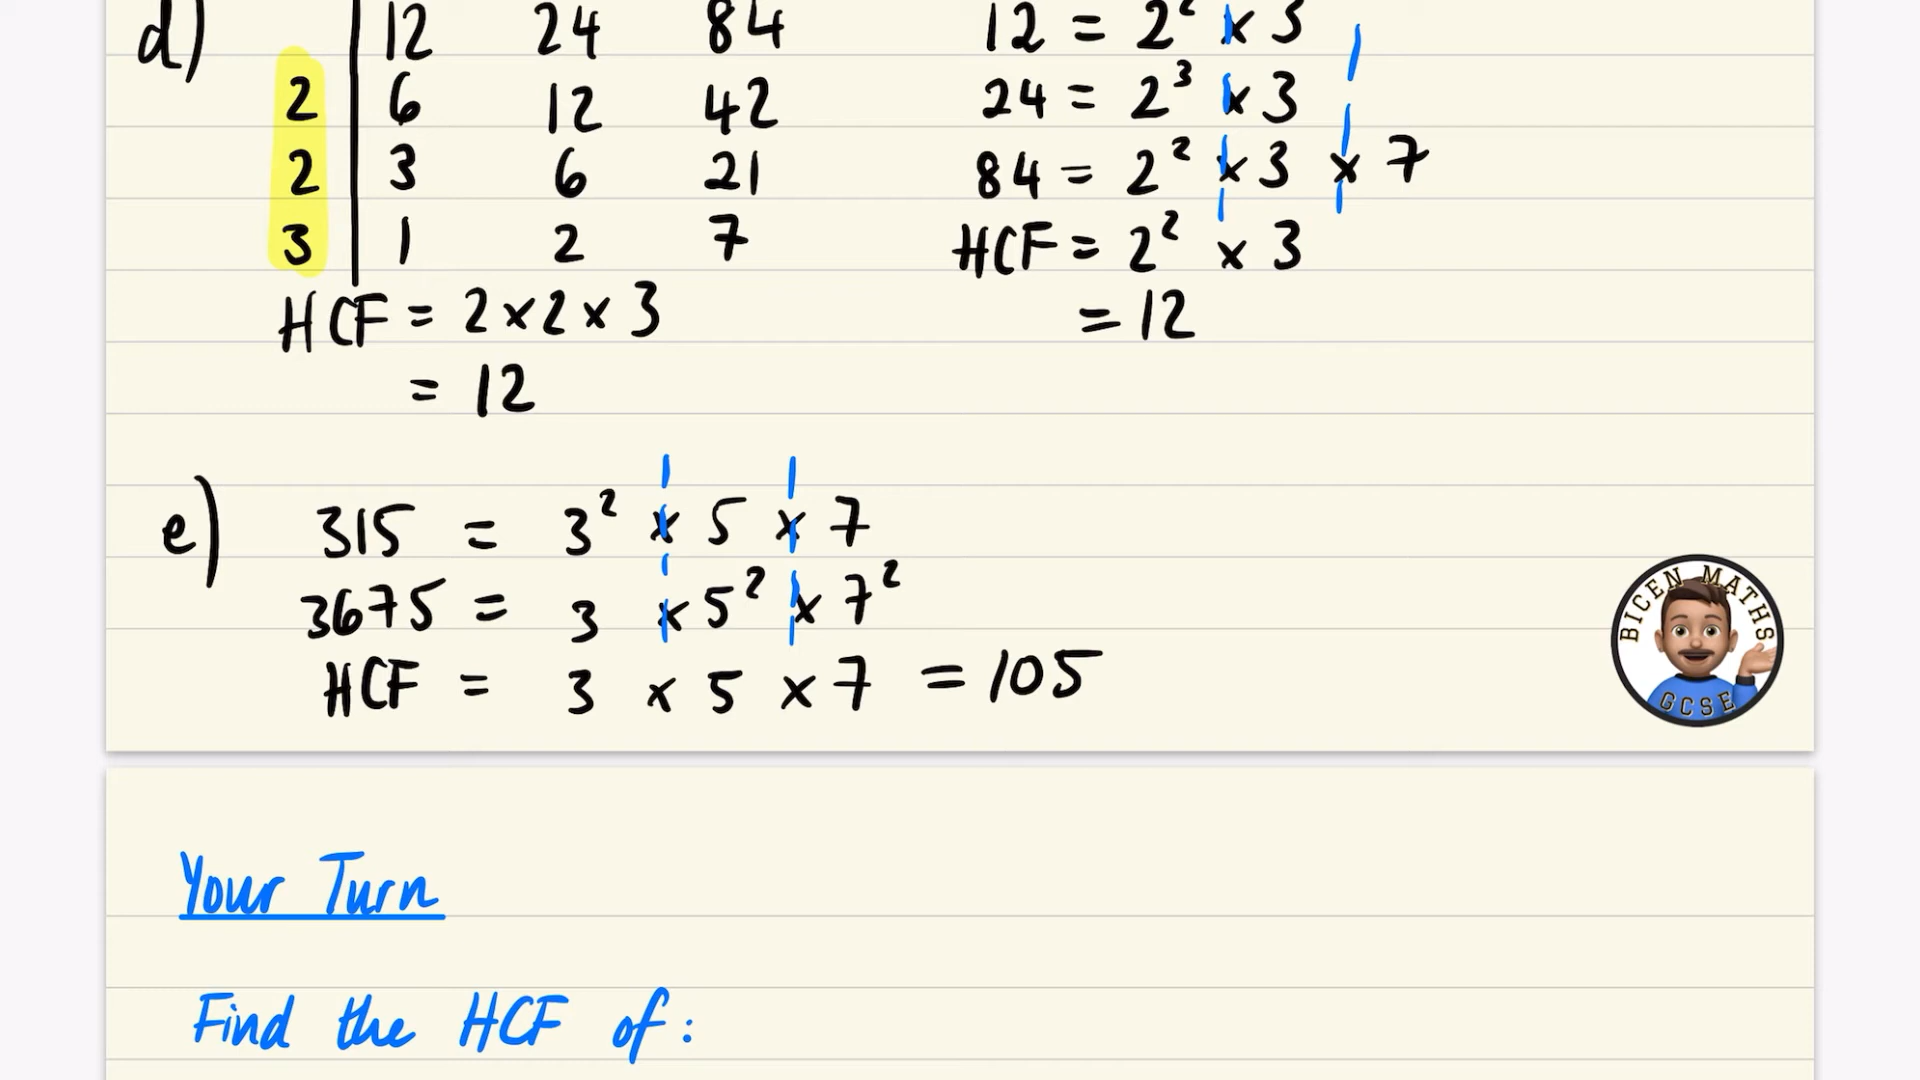 d) 12 24 84
2 6 12 42
2 3 6 21
3 1 2 7
HCF = 2 × 2 × 3
= 12
12 = 2² × 3
24 = 2³ × 3
84 = 2² × 3 × 7
HCF = 2² × 3
= 12
e) 315 = 3² × 5 × 7
3675 = 3 × 5² × 7²
HCF = 3 × 5 × 7 = 105
BICEN MATHS
GCSE
Your Turn
Find the HCF of: